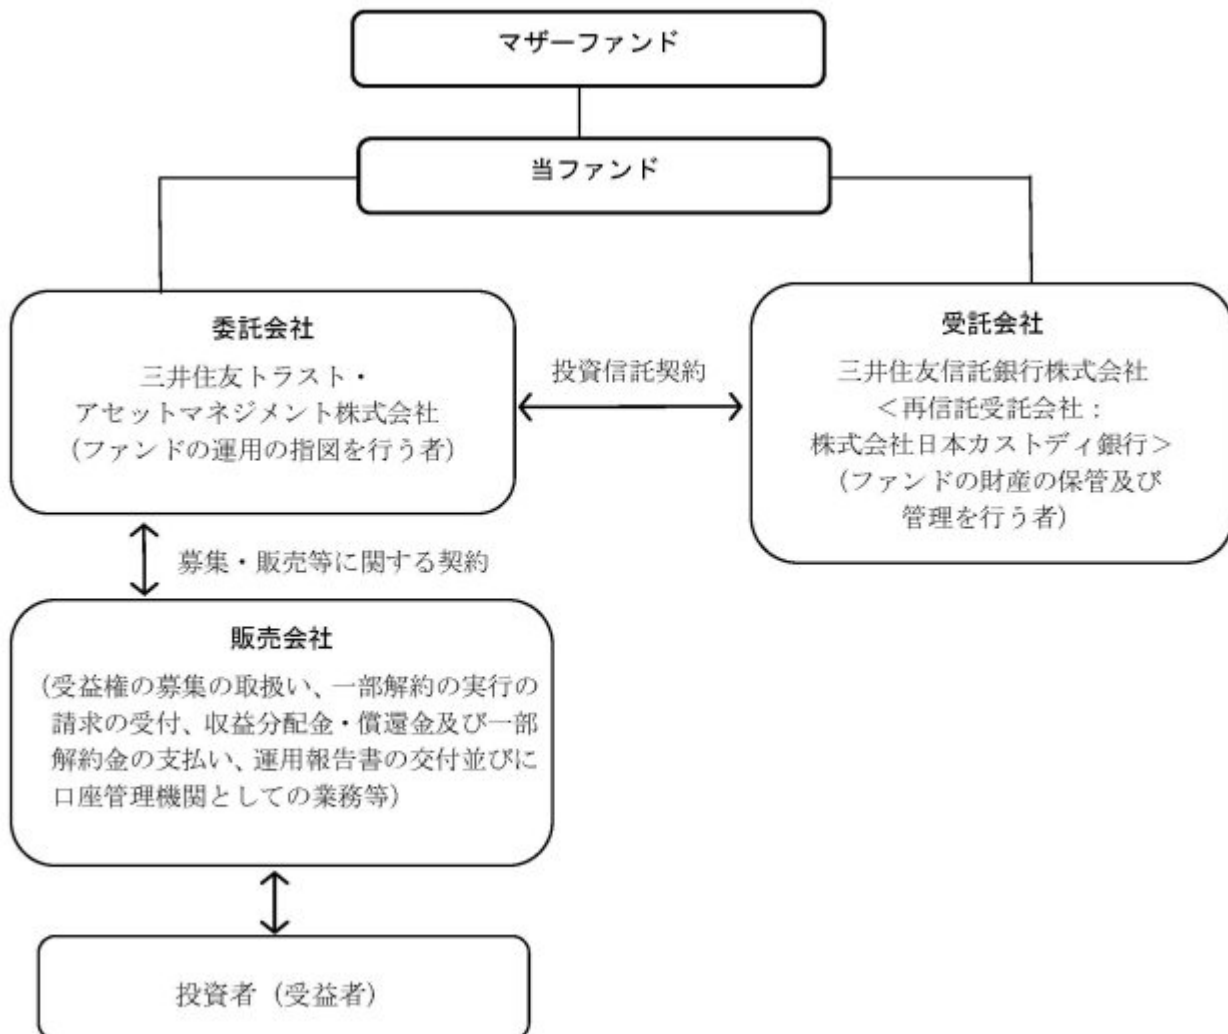 マザーファンド
当ファンド
委託会社
三井住友トラスト・
アセットマネジメント株式会社
(ファンドの運用の指図を行う者)
投資信託契約
受託会社
三井住友信託銀行株式会社
<再信託受託会社：
株式会社日本カストディ銀行>
(ファンドの財産の保管及び
管理を行う者)
募集・販売等に関する契約
販売会社
(受益権の募集の取扱い、一部解約の実行の
請求の受付、収益分配金・償還金及び一部
解約金の支払い、運用報告書の交付並びに
口座管理機関としての業務等)
投資者（受益者）